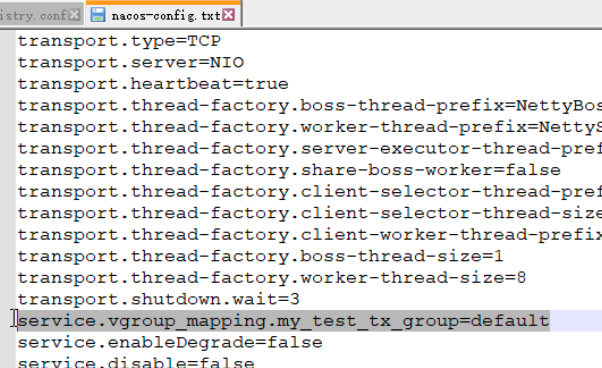 istry.conf nacos-config.txt
transport.type=TCP
transport.server=NIO
transport.heartbeat=true
transport.thread-factory.boss-thread-prefix=NettyBos
transport.thread-factory.worker-thread-prefix=NettyS
transport.thread-factory.server-executor-thread-pref
transport.thread-factory.share-boss-worker=false
transport.thread-factory.client-selector-thread-pref
transport.thread-factory.client-selector-thread-size
transport.thread-factory.client-worker-thread-prefix
transport.thread-factory.boss-thread-size=1
transport.thread-factory.worker-thread-size=8
transport.shutdown.wait=3
service.vgroup_mapping.my_test_tx_group=default
service.enableDegrade=false
service.disable=false